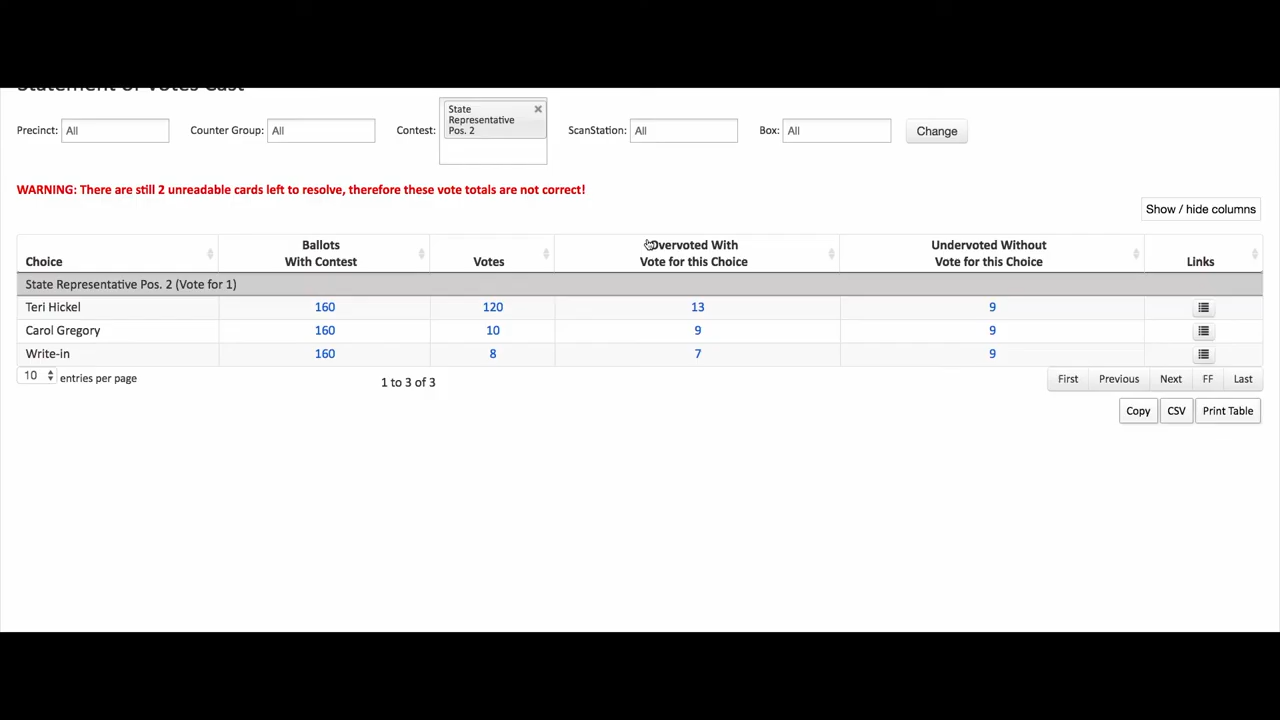 Statement of Votes Cast
Precinct: All Counter Group: All Contest: State Representative Pos. 2 ScanStation: All Box: All Change
WARNING: There are still 2 unreadable cards left to resolve, therefore these vote totals are not correct!
Show / hide columns
Choice Ballots With Contest Votes Overvoted With Vote for this Choice Undervoted Without Vote for this Choice Links
State Representative Pos. 2 (Vote for 1)
Teri Hickel 160 120 13 9
Carol Gregory 160 10 9 9
Write-in 160 8 7 9
10 entries per page 1 to 3 of 3 First Previous Next FF Last
Copy CSV Print Table